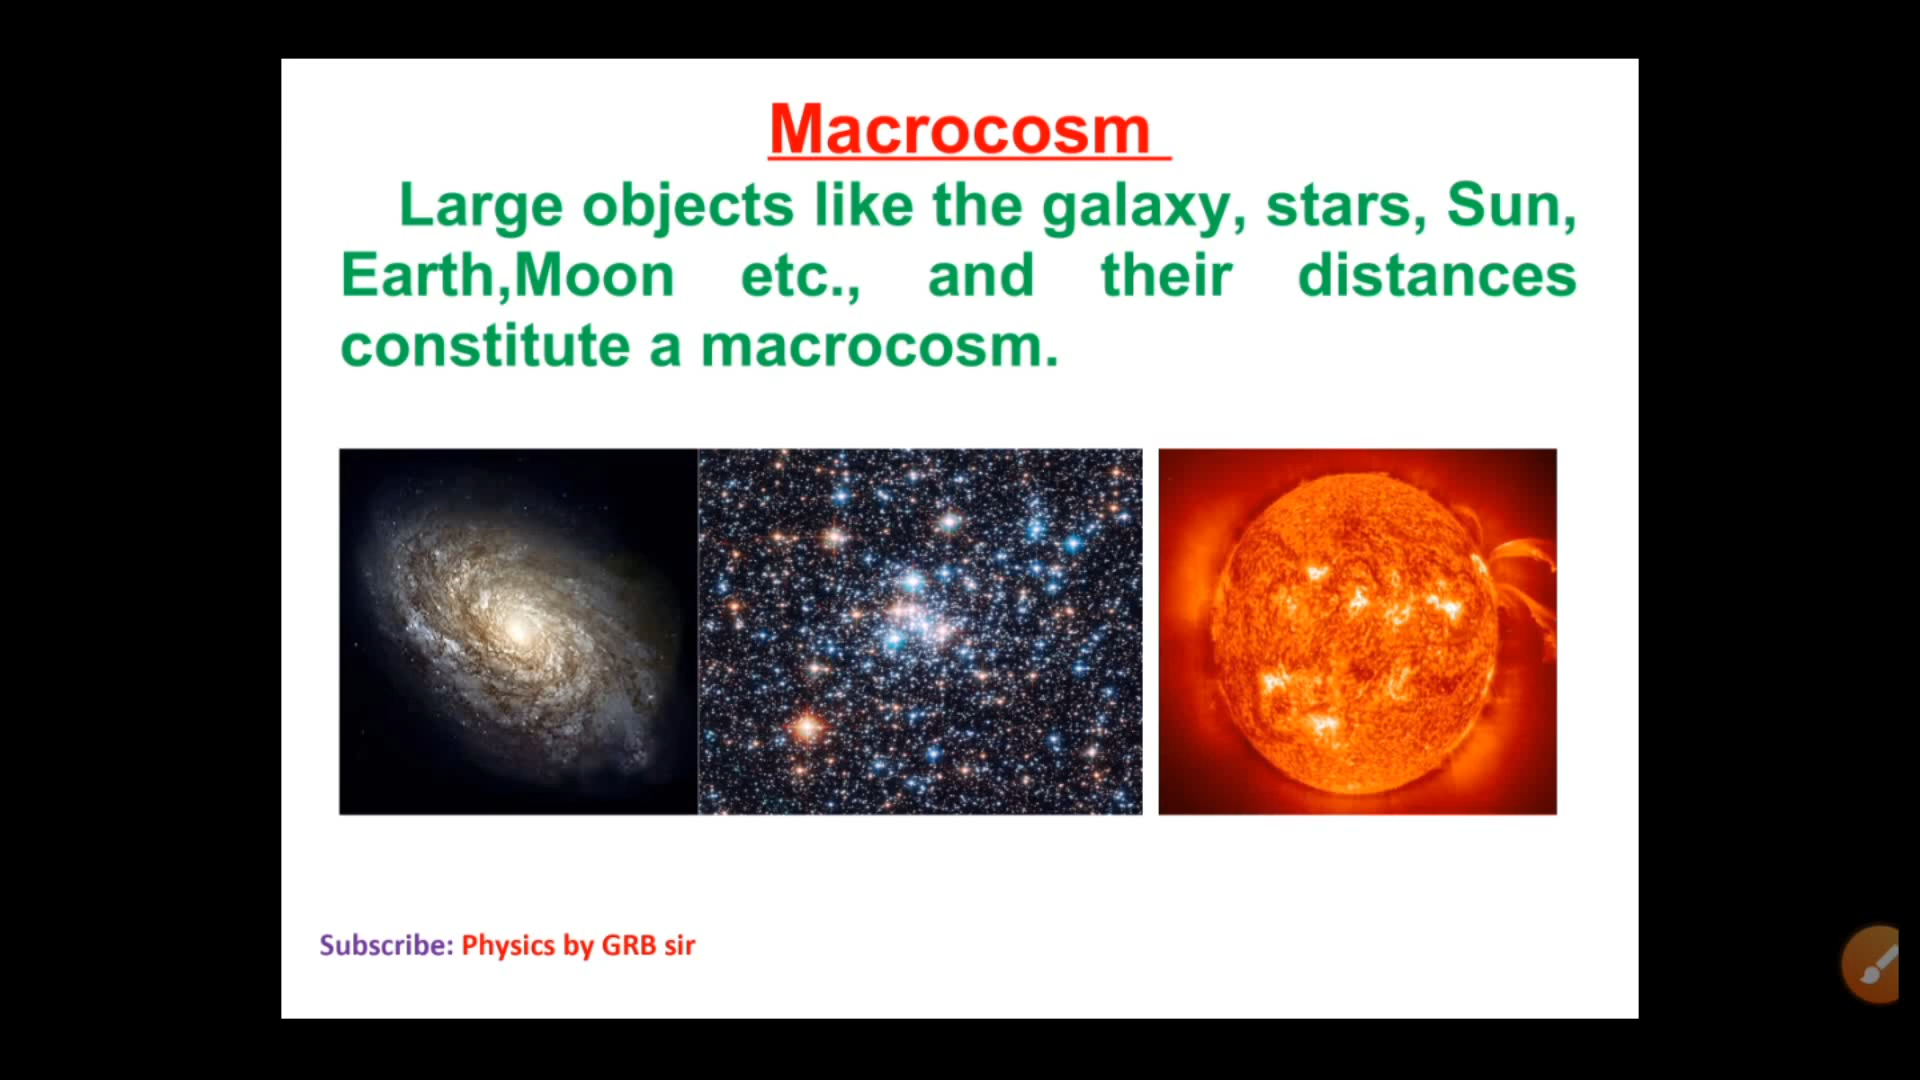 Macrocosm
Large objects like the galaxy, stars, Sun,
Earth,Moon etc., and their distances
constitute a macrocosm.
Subscribe: Physics by GRB sir